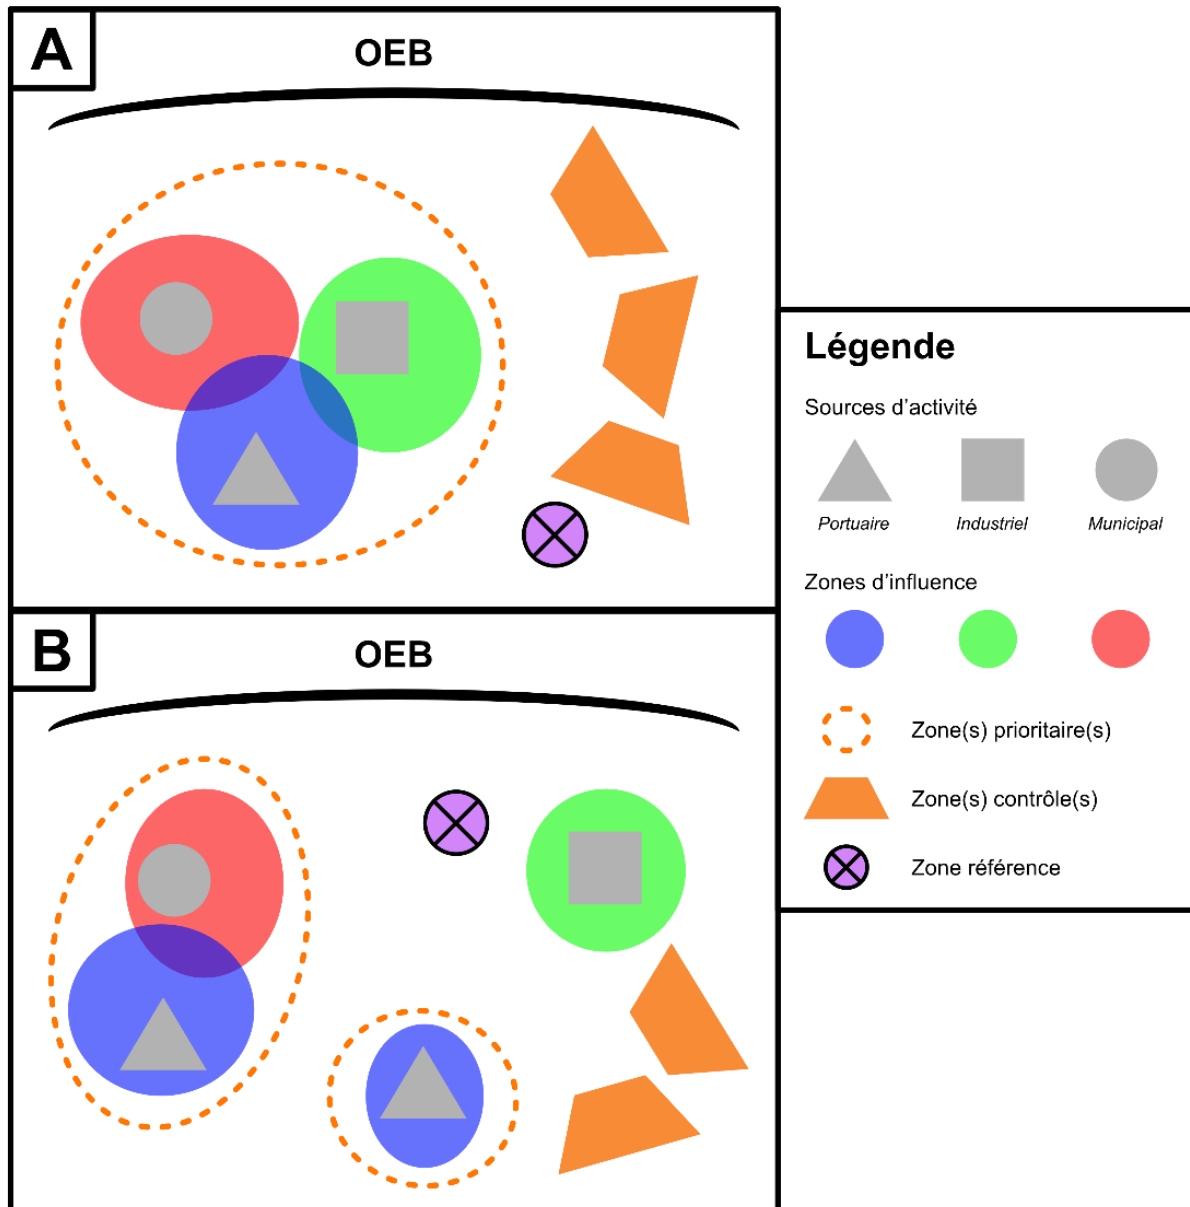 A
OEB
B
OEB
Légende
Sources d'activité
Portuaire
Industriel
Municipal
Zones d'influence
Zone(s) prioritaire(s)
Zone(s) contrôle(s)
Zone référence